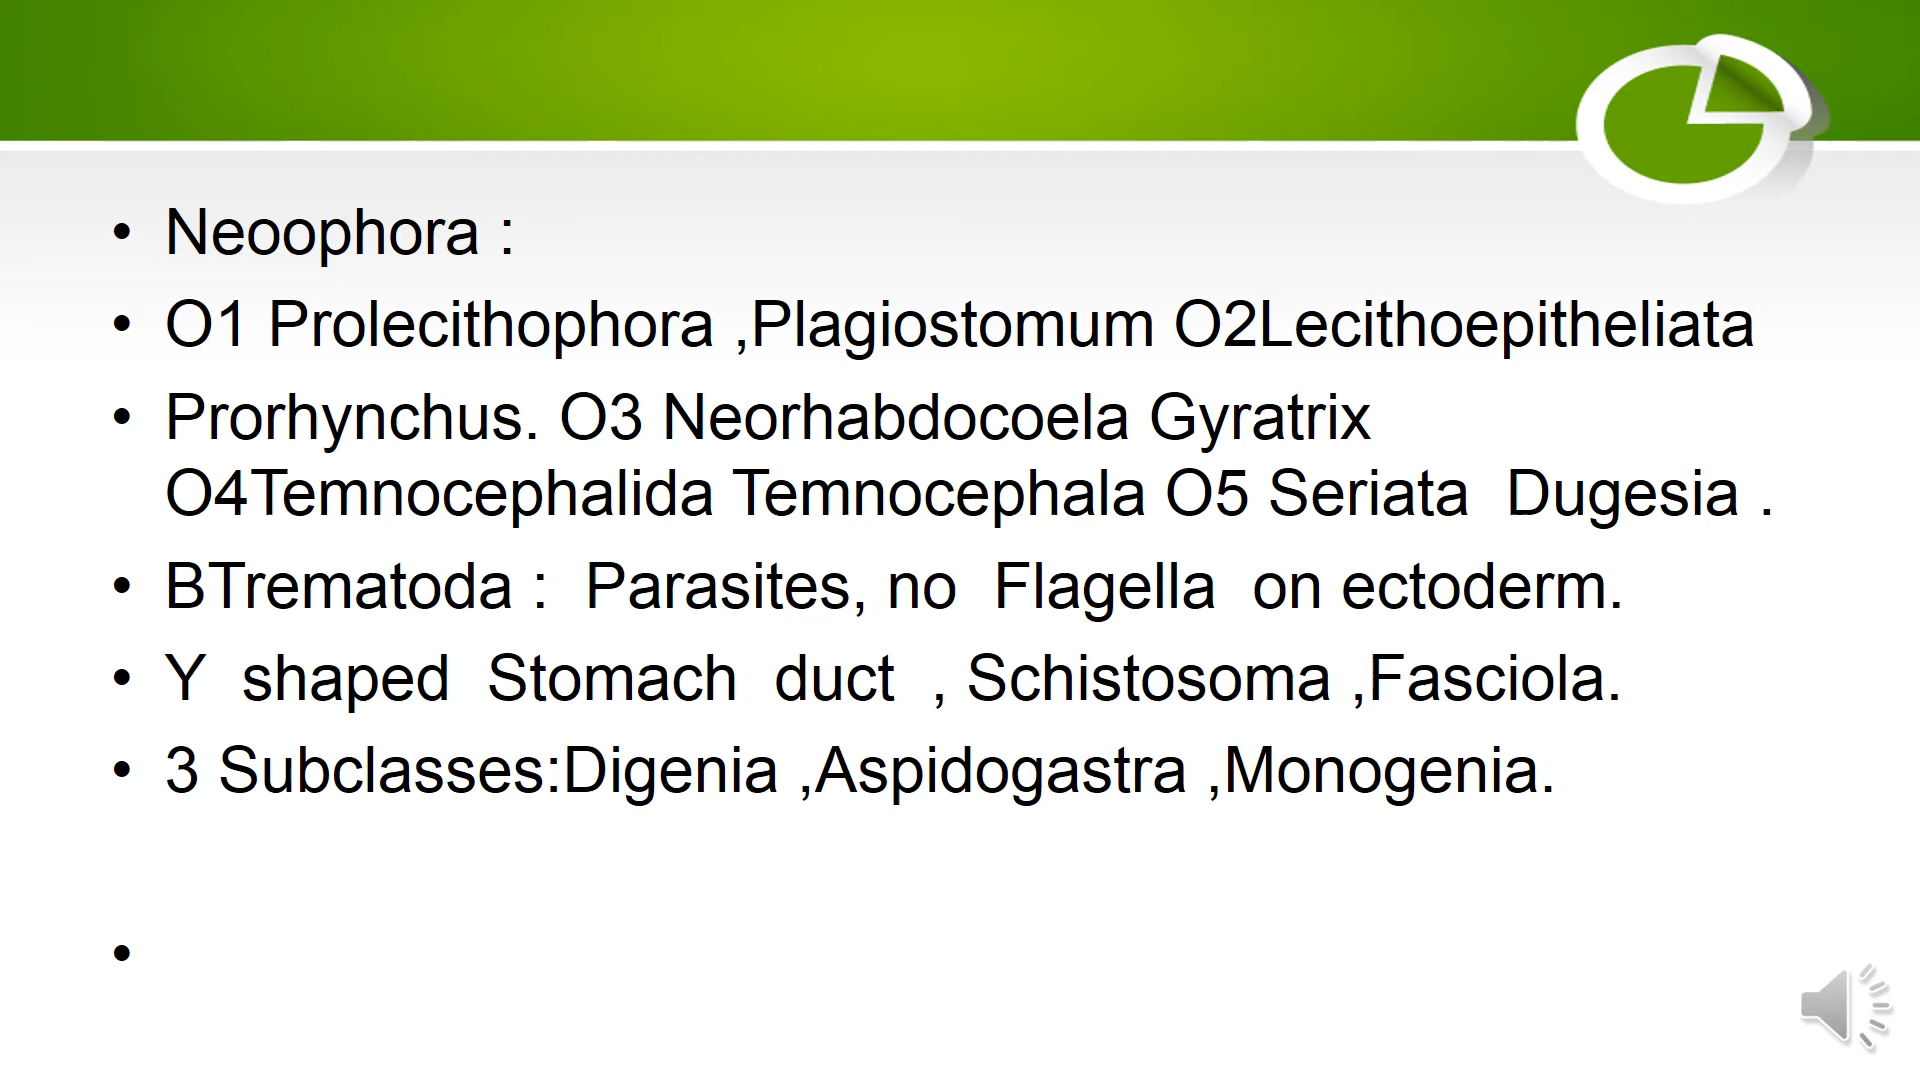 • Neoophora :
• O1 Prolecithophora ,Plagiostomum O2Lecithoepitheliata
• Prorhynchus. O3 Neorhabdocoela Gyratrix
O4Temnocephalida Temnocephala O5 Seriata  Dugesia .
• BTrematoda :  Parasites, no  Flagella  on ectoderm.
• Y  shaped  Stomach  duct  , Schistosoma ,Fasciola.
• 3 Subclasses:Digenia ,Aspidogastra ,Monogenia.
•